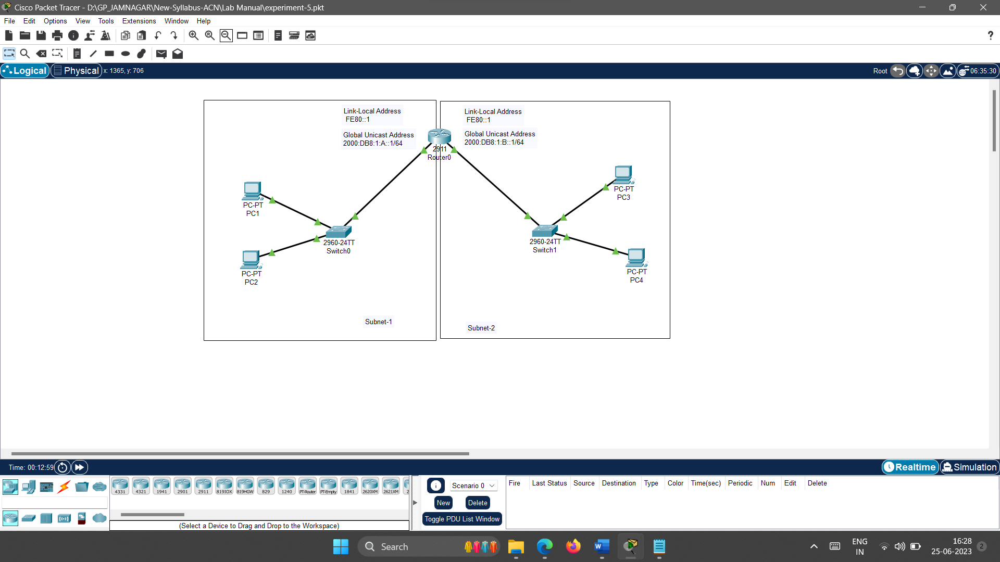 Cisco Packet Tracer - D:\GP_JAMNAGAR\New-Syllabus-ACN\Lab Manual\experiment-5.pkt
File Edit Options View Tools Extensions Window Help
Logical Physical x: 1365, y: 706
Root 06:35:30
Link-Local Address
FE80::1
Global Unicast Address
2000:DB8:1:A::1/64
Link-Local Address
FE80::1
Global Unicast Address
2000:DB8:1:B::1/64
2911
Router0
PC-PT
PC1
PC-PT
PC2
2960-24TT
Switch0
PC-PT
PC3
2960-24TT
Switch1
PC-PT
PC4
Subnet-1
Subnet-2
Time: 00:12:59
Realtime Simulation
4331 4321 1941 2901 2911 819IOX 819HGW 829 1240 PT-Router PT-Empty 1841 2620XM 2621XM 2
(Select a Device to Drag and Drop to the Workspace)
Scenario 0
New Delete
Toggle PDU List Window
Fire Last Status Source Destination Type Color Time(sec) Periodic Num Edit Delete
Search
ENG
IN
16:28
25-06-2023
2